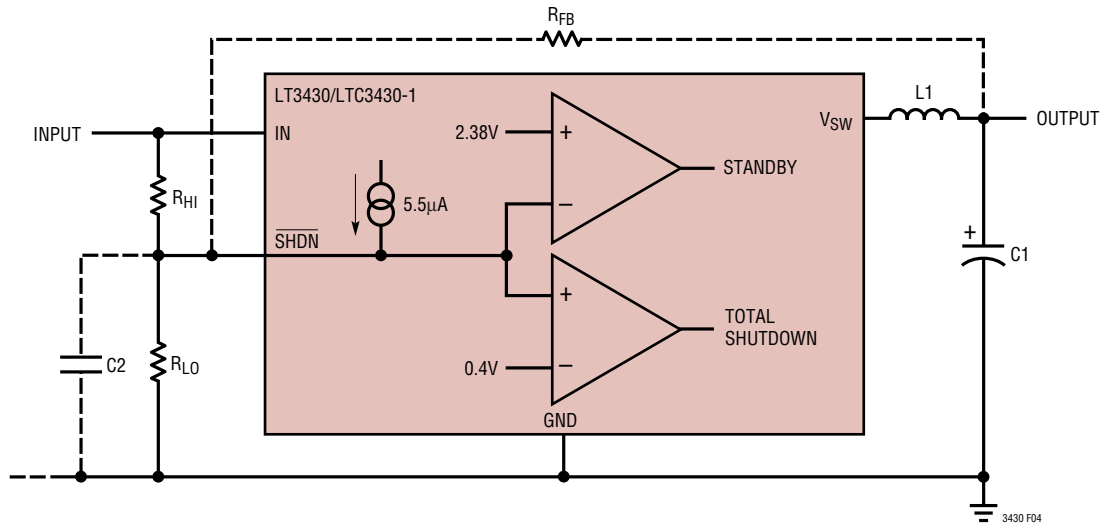 R_FB
LT3430/LTC3430-1
L1
INPUT
IN
2.38V
+
V_SW
OUTPUT
STANDBY
R_HI
5.5µA
–
SHDN
+
C1
+
TOTAL
SHUTDOWN
C2
R_LO
0.4V
–
GND
3430 F04